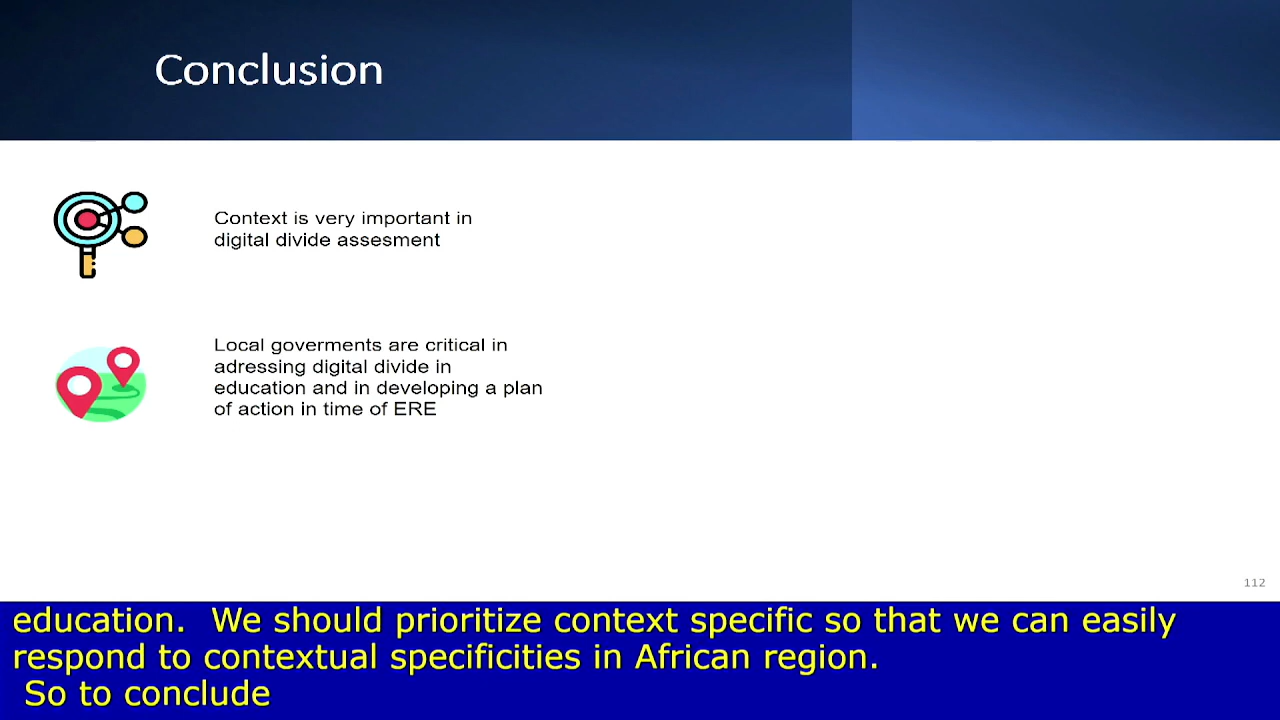 Conclusion
Context is very important in
digital divide assesment
Local goverments are critical in
adressing digital divide in
education and in developing a plan
of action in time of ERE
112
education.  We should prioritize context specific so that we can easily
respond to contextual specificities in African region.
So to conclude